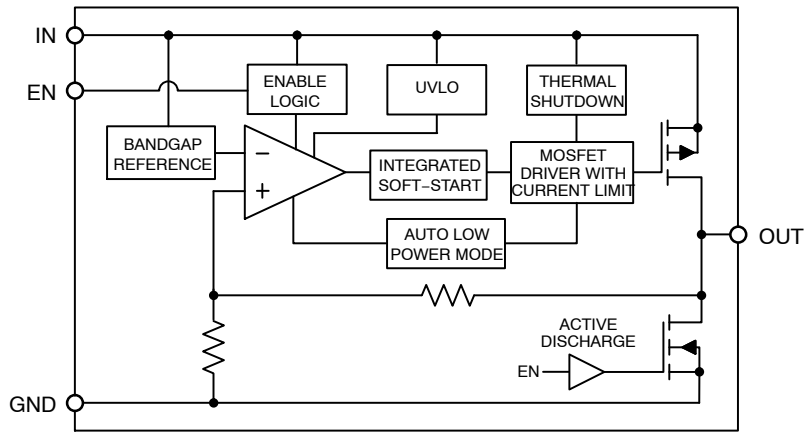 IN
EN
ENABLE
LOGIC
UVLO
THERMAL
SHUTDOWN
BANDGAP
REFERENCE
−
+
INTEGRATED
SOFT−START
MOSFET
DRIVER WITH
CURRENT LIMIT
AUTO LOW
POWER MODE
OUT
ACTIVE
DISCHARGE
EN
GND